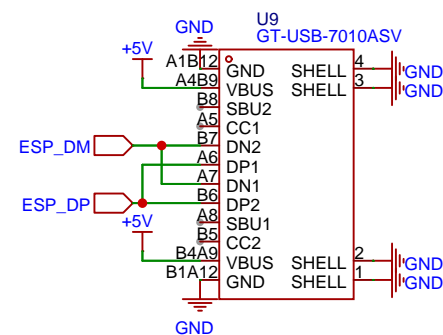 GND
U9
GT-USB-7010ASV
+5V
A1B12 GND SHELL 4 GND
A4B9 VBUS SHELL 3 GND
B8 SBU2
A5 CC1
ESP_DM B7 DN2
A6 DP1
A7 DN1
ESP_DP B6 DP2
+5V A8 SBU1
B5 CC2
B4A9 VBUS SHELL 2 GND
B1A12 GND SHELL 1 GND
GND